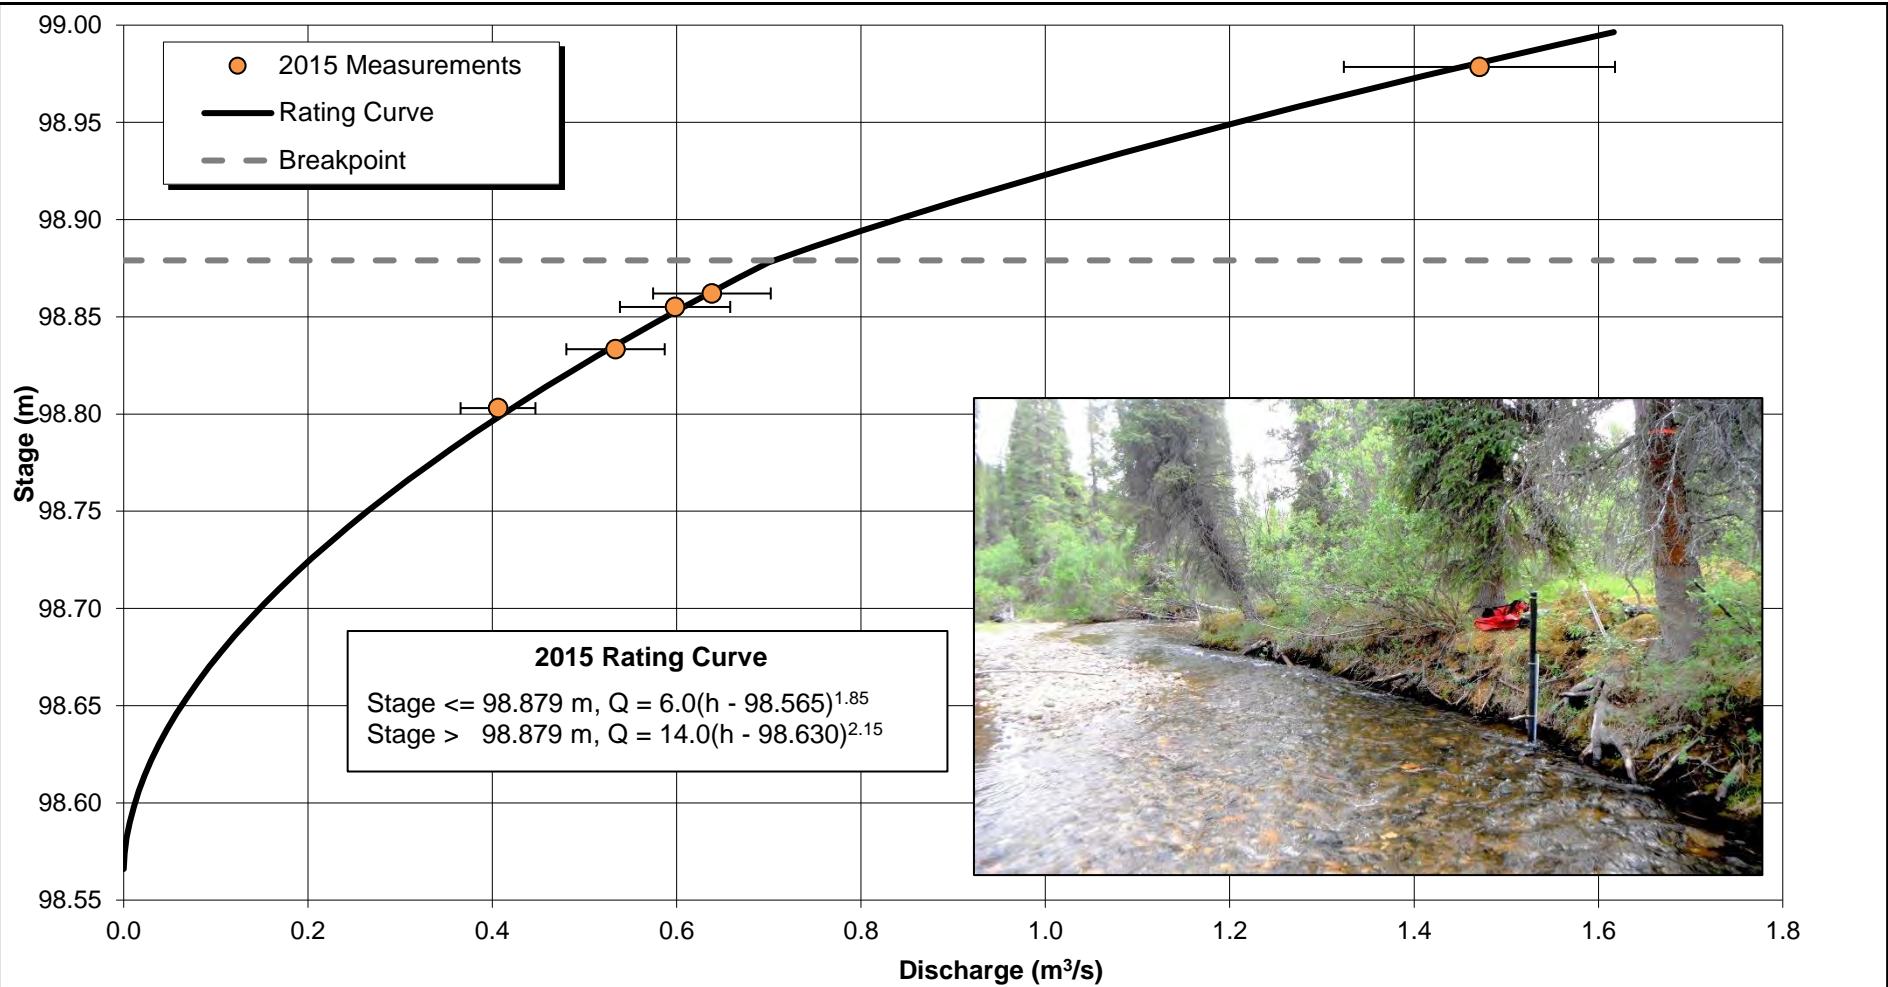 99.00
98.95
98.90
98.85
98.80
98.75
98.70
98.65
98.60
98.55
Stage (m)
2015 Measurements
Rating Curve
Breakpoint
2015 Rating Curve
Stage <= 98.879 m, Q = 6.0(h - 98.565)^1.85
Stage > 98.879 m, Q = 14.0(h - 98.630)^2.15
0.0 0.2 0.4 0.6 0.8 1.0 1.2 1.4 1.6 1.8
Discharge (m³/s)